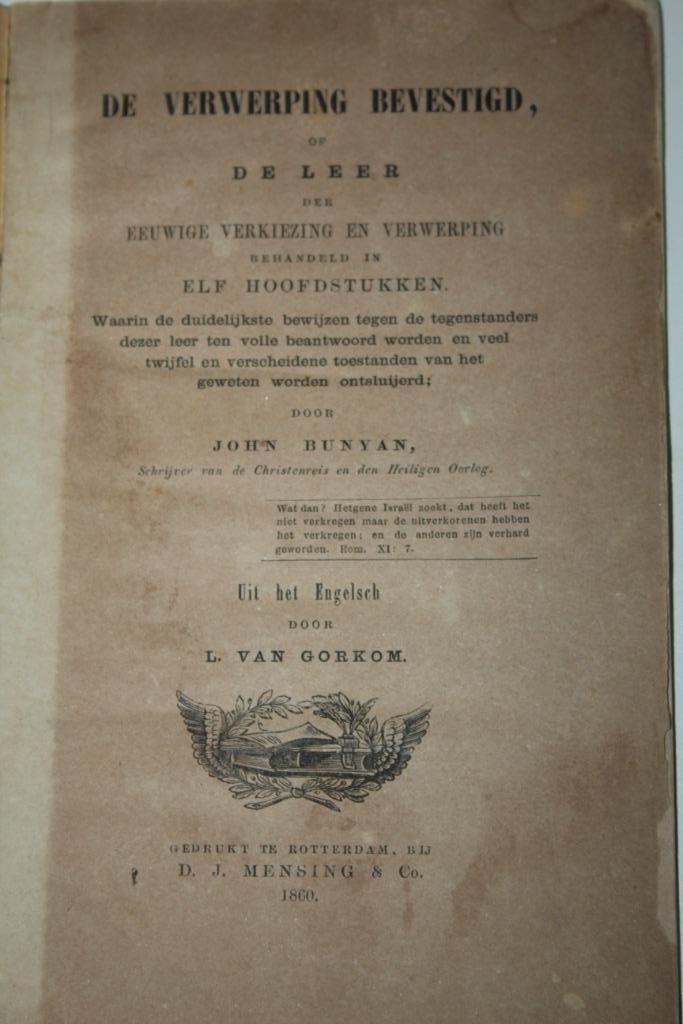 DE VERWERPING BEVESTIGD,
OF
DE LEER
DER
EEUWIGE VERKIEZING EN VERWERPING
BEHANDELD IN
ELF HOOFDSTUKKEN.
Waarin de duidelijkste bewijzen tegen de tegenstanders
dezer leer ten volle beantwoord worden en veel
twijfel en verscheidene toestanden van het
geweten worden ontsluijerd;
DOOR
JOHN BUNYAN,
Schrijver van de Christenreis en den Heiligen Oorlog.
Wat dan? Hetgene Israël zoekt, dat heeft het
niet verkregen maar de uitverkorenen hebben
het verkregen; en de anderen zijn verhard
geworden. Rom. XI: 7.
Uit het Engelsch
DOOR
L. VAN GORKOM.
GEDRUKT TE ROTTERDAM, BIJ
D. J. MENSING & Co.
1860.